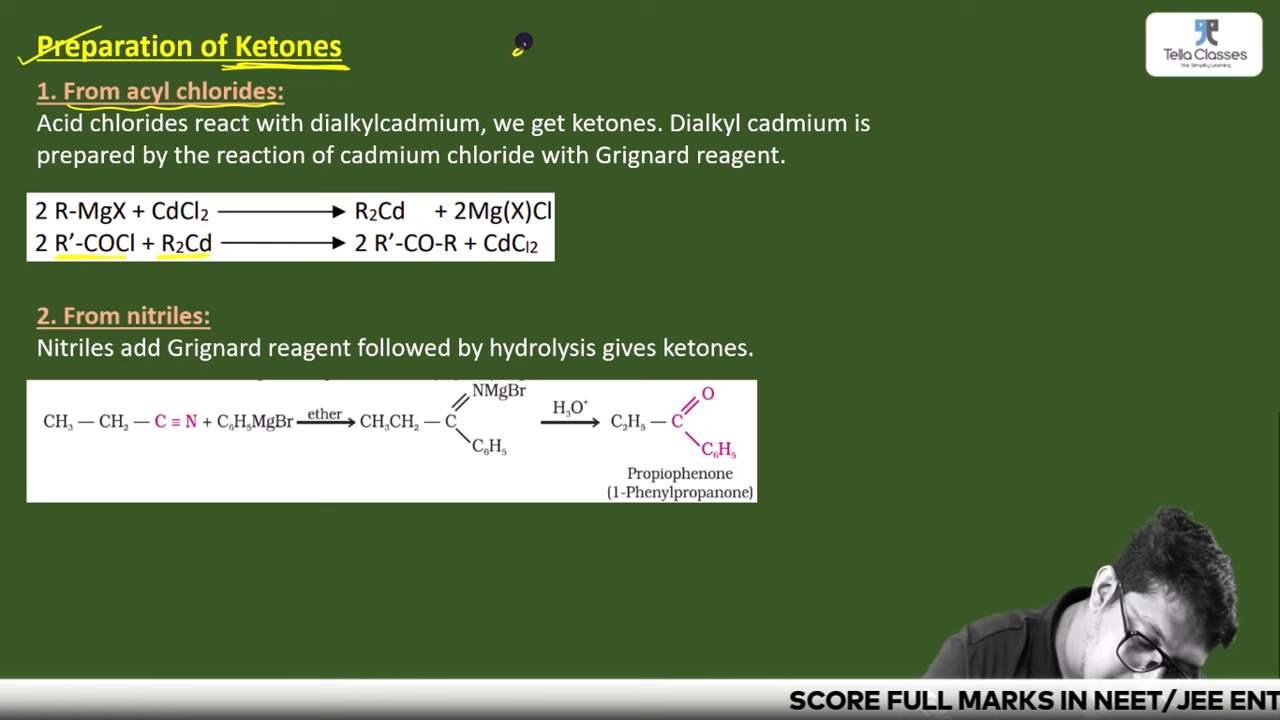 Preparation of Ketones
Tella Classes
We Simplify Learning
1. From acyl chlorides:
Acid chlorides react with dialkylcadmium, we get ketones. Dialkyl cadmium is
prepared by the reaction of cadmium chloride with Grignard reagent.
2 R-MgX + CdCl₂ ⟶ R₂Cd + 2Mg(X)Cl
2 R’-COCl + R₂Cd ⟶ 2 R’-CO-R + CdCl2
2. From nitriles:
Nitriles add Grignard reagent followed by hydrolysis gives ketones.
NMgBr
O
CH₃ — CH₂ — C ≡ N + C₆H₅MgBr ether⟶ CH₃CH₂ — C H₃O⁺⟶ C₂H₅ — C
C₆H₅
C₆H₅
Propiophenone
(1-Phenylpropanone)
SCORE FULL MARKS IN NEET/JEE ENT